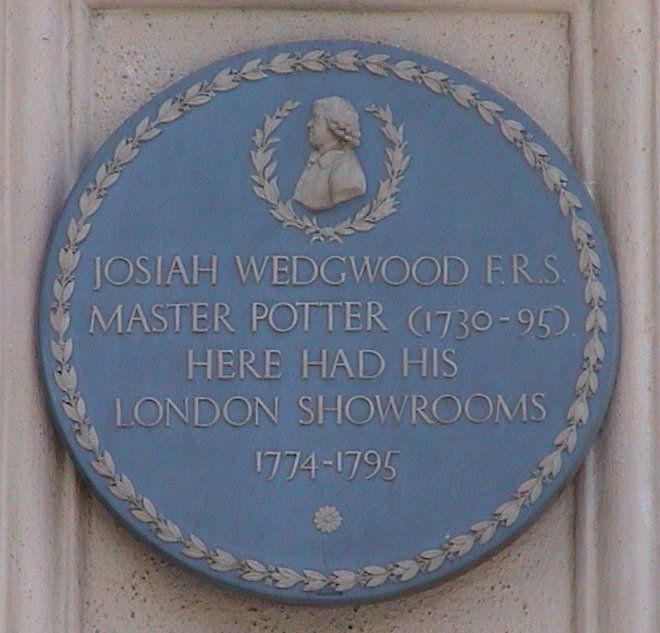 JOSIAH WEDGWOOD F.R.S.
MASTER POTTER (1730-95)
HERE HAD HIS
LONDON SHOWROOMS
1774-1795